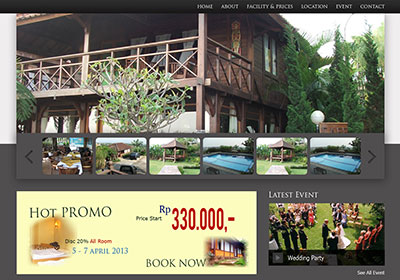 HOME ABOUT FACILITY & PRICES LOCATION EVENT CONTACT
HOT PROMO
Price Start
Rp 330.000,-
Disc 20% All Room
5 - 7 APRIL 2013
BOOK NOW
LATEST EVENT
Wedding Party
See All Event